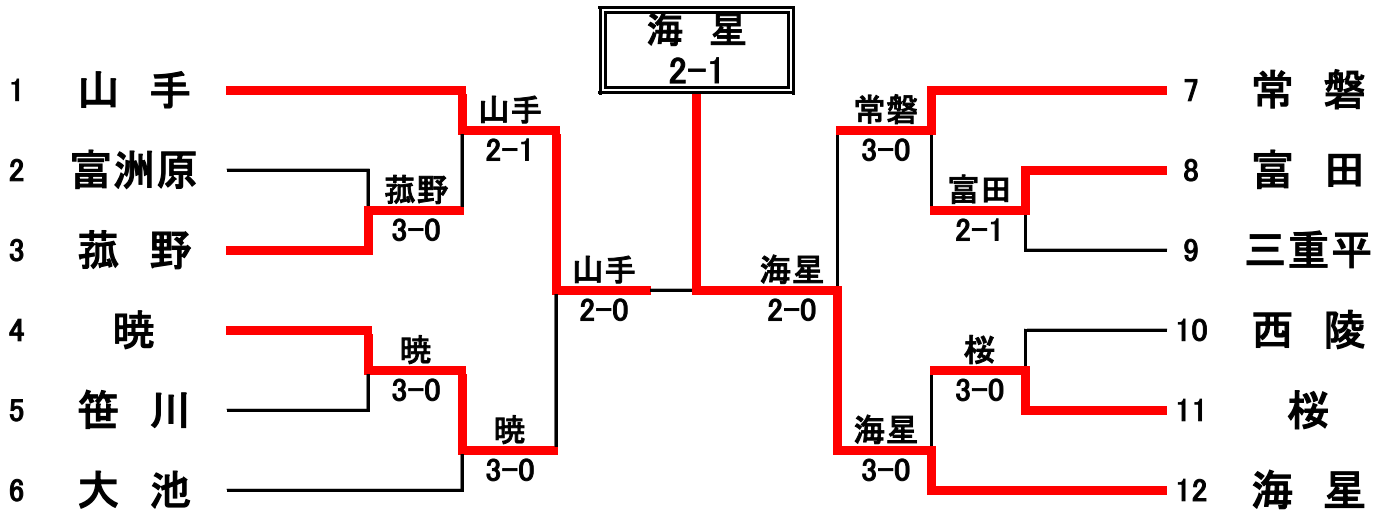 海 星
2-1
1 山 手
2 富洲原
3 菰 野
4 暁
5 笹 川
6 大 池
山手
2-1
菰野
3-0
暁
3-0
暁
3-0
山手
2-0
海星
2-0
常磐
3-0
富田
2-1
桜
3-0
海星
3-0
7 常 磐
8 富 田
9 三重平
10 西 陵
11 桜
12 海 星